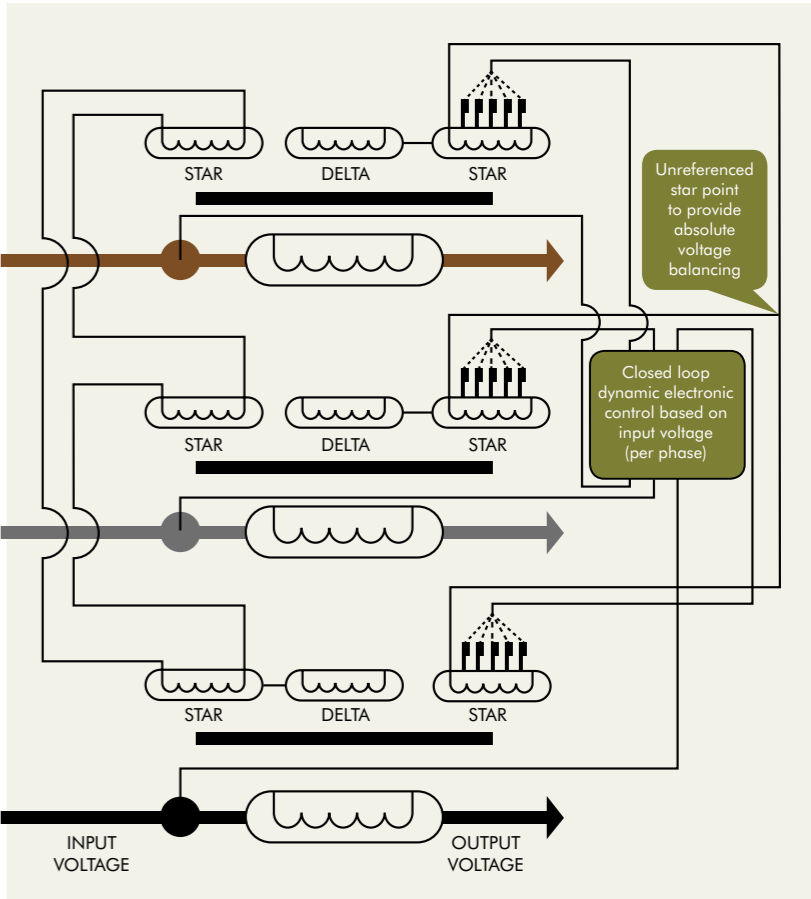 STAR DELTA STAR
Unreferenced
star point
to provide
absolute
voltage
balancing
Closed loop
dynamic electronic
control based on
input voltage
(per phase)
STAR DELTA STAR
STAR DELTA STAR
INPUT
VOLTAGE
OUTPUT
VOLTAGE